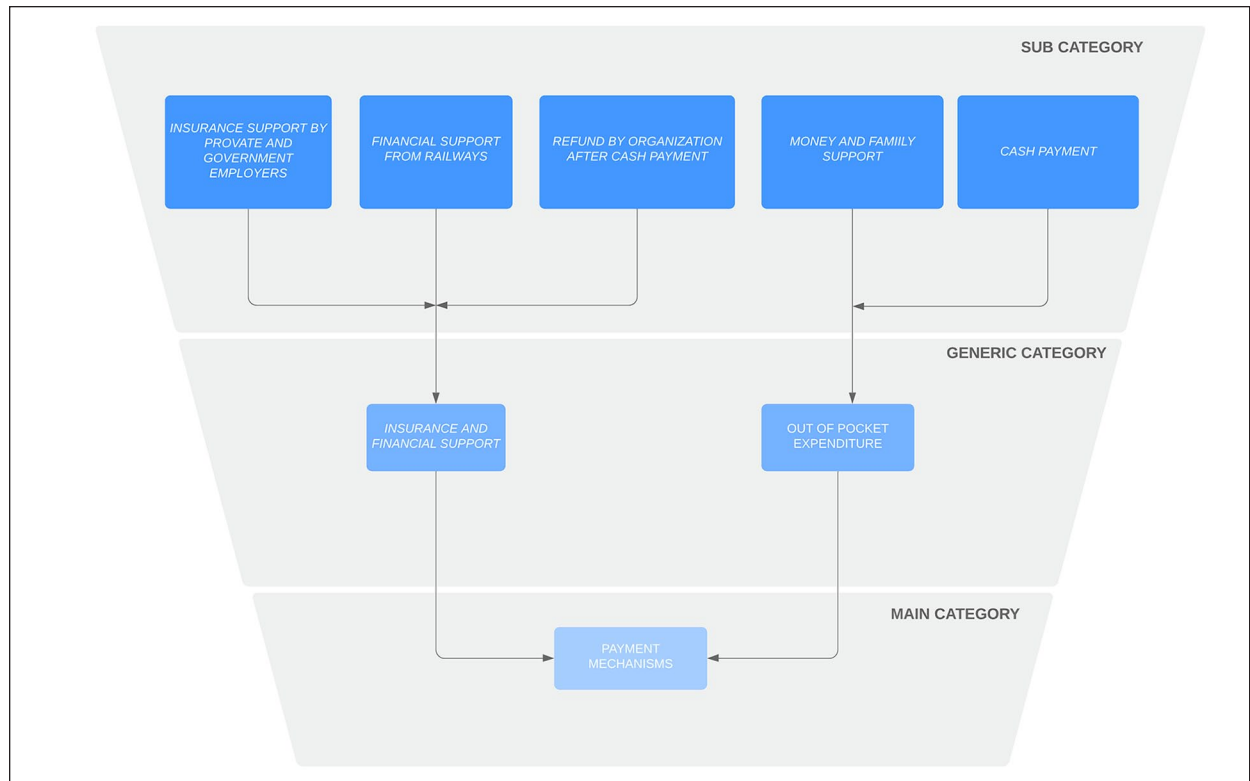 SUB CATEGORY
INSURANCE SUPPORT BY
PROVATE AND
GOVERNMENT
EMPLOYERS
FINANCIAL SUPPORT
FROM RAILWAYS
REFUND BY ORGANIZATION
AFTER CASH PAYMENT
MONEY AND FAMIILY
SUPPORT
CASH PAYMENT
GENERIC CATEGORY
INSURANCE AND
FINANCIAL SUPPORT
OUT OF POCKET
EXPENDITURE
MAIN CATEGORY
PAYMENT
MECHANISMS